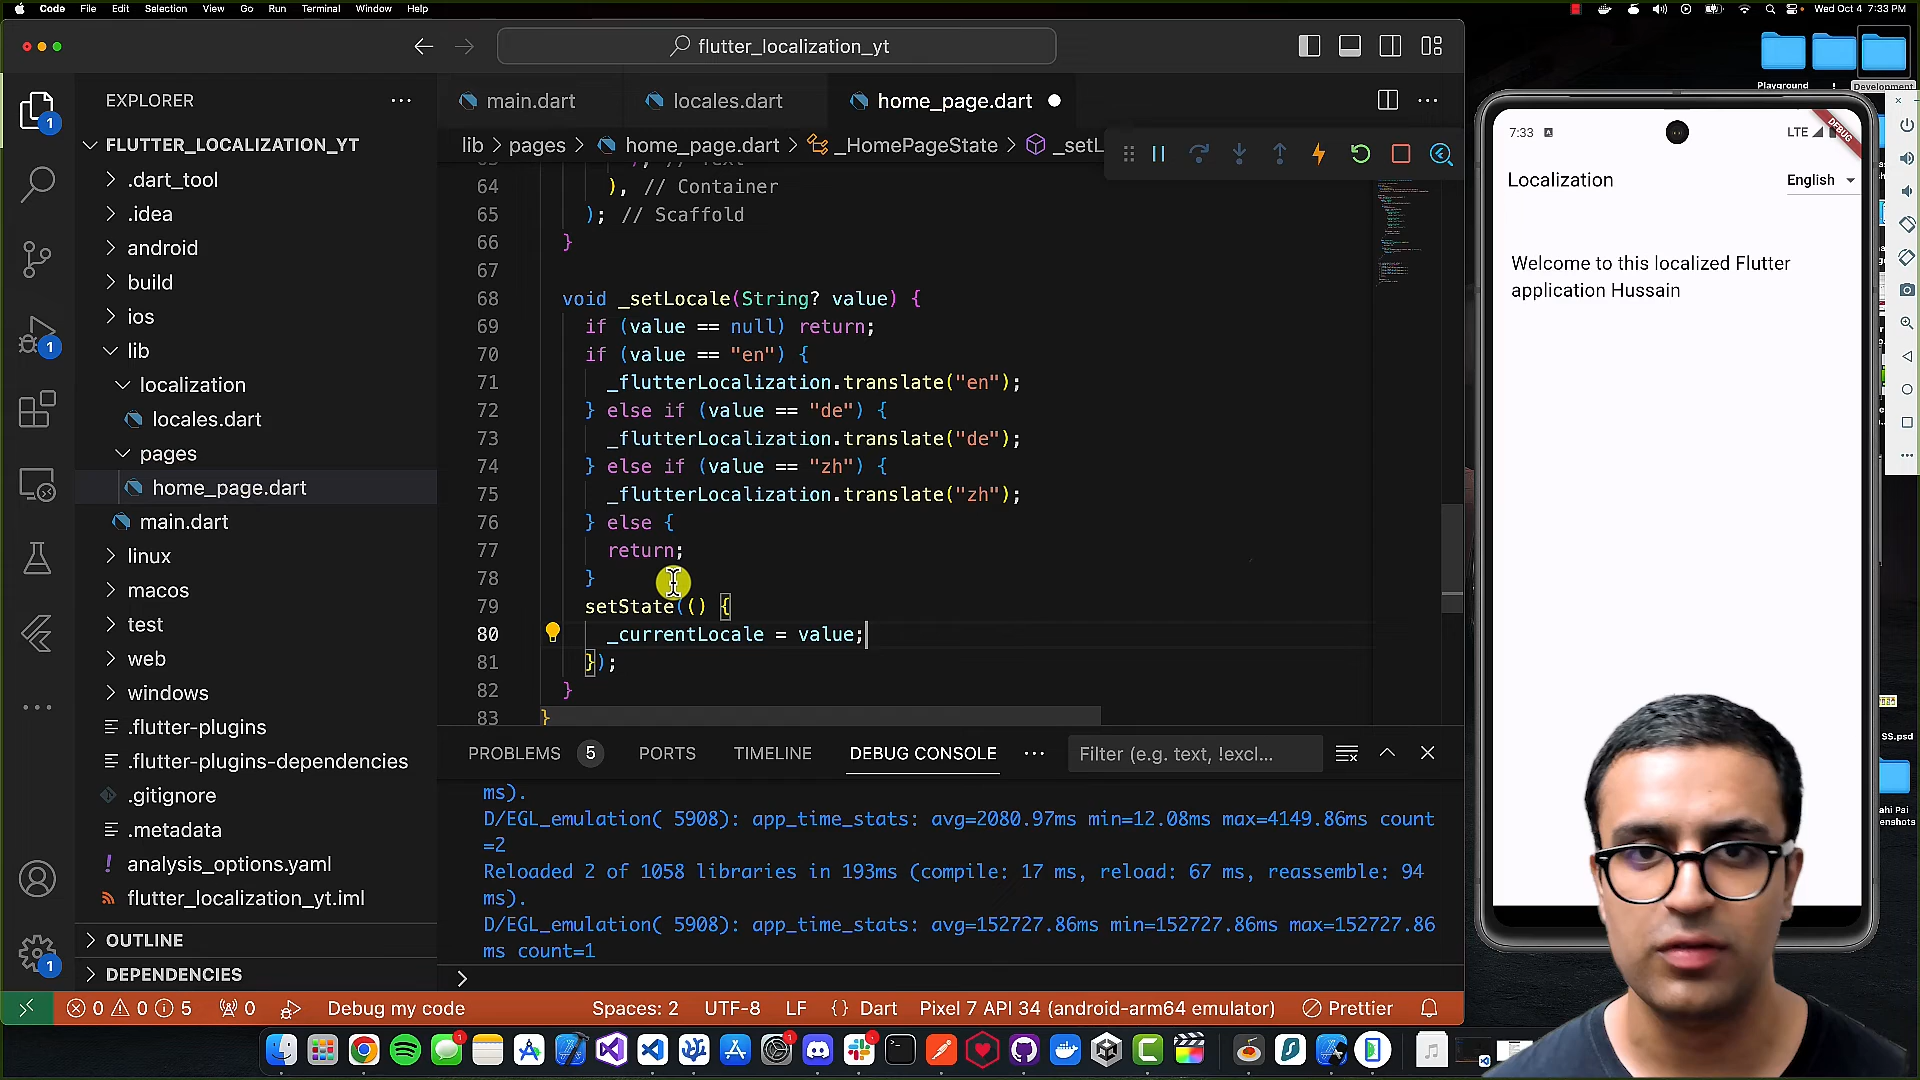 Code File Edit Selection View Go Run Terminal Window Help
Wed Oct 4 7:33 PM
flutter_localization_yt
Playground
Development
EXPLORER
main.dart
locales.dart
home_page.dart
lib > pages > home_page.dart > _HomePageState > _setL
FLUTTER_LOCALIZATION_YT
.dart_tool
.idea
android
build
ios
lib
localization
locales.dart
pages
home_page.dart
main.dart
linux
macos
test
web
windows
.flutter-plugins
.flutter-plugins-dependencies
.gitignore
.metadata
analysis_options.yaml
flutter_localization_yt.iml
OUTLINE
DEPENDENCIES
1
1
1
64 ), // Container
65 ); // Scaffold
66 }
67
68 void _setLocale(String? value) {
69 if (value == null) return;
70 if (value == "en") {
71 _flutterLocalization.translate("en");
72 } else if (value == "de") {
73 _flutterLocalization.translate("de");
74 } else if (value == "zh") {
75 _flutterLocalization.translate("zh");
76 } else {
77 return;
78 }
79 setState(() {
80 _currentLocale = value;
81 });
82 }
83 }
PROBLEMS 5 PORTS TIMELINE DEBUG CONSOLE
Filter (e.g. text, !excl...
ms).
D/EGL_emulation( 5908): app_time_stats: avg=2080.97ms min=12.08ms max=4149.86ms count
=2
Reloaded 2 of 1058 libraries in 193ms (compile: 17 ms, reload: 67 ms, reassemble: 94
ms).
D/EGL_emulation( 5908): app_time_stats: avg=152727.86ms min=152727.86ms max=152727.86
ms count=1
>
0 0 5 0 Debug my code Spaces: 2 UTF-8 LF {} Dart Pixel 7 API 34 (android-arm64 emulator) Prettier
7:33 LTE
DEBUG
Localization English
Welcome to this localized Flutter
application Hussain
SS.psd